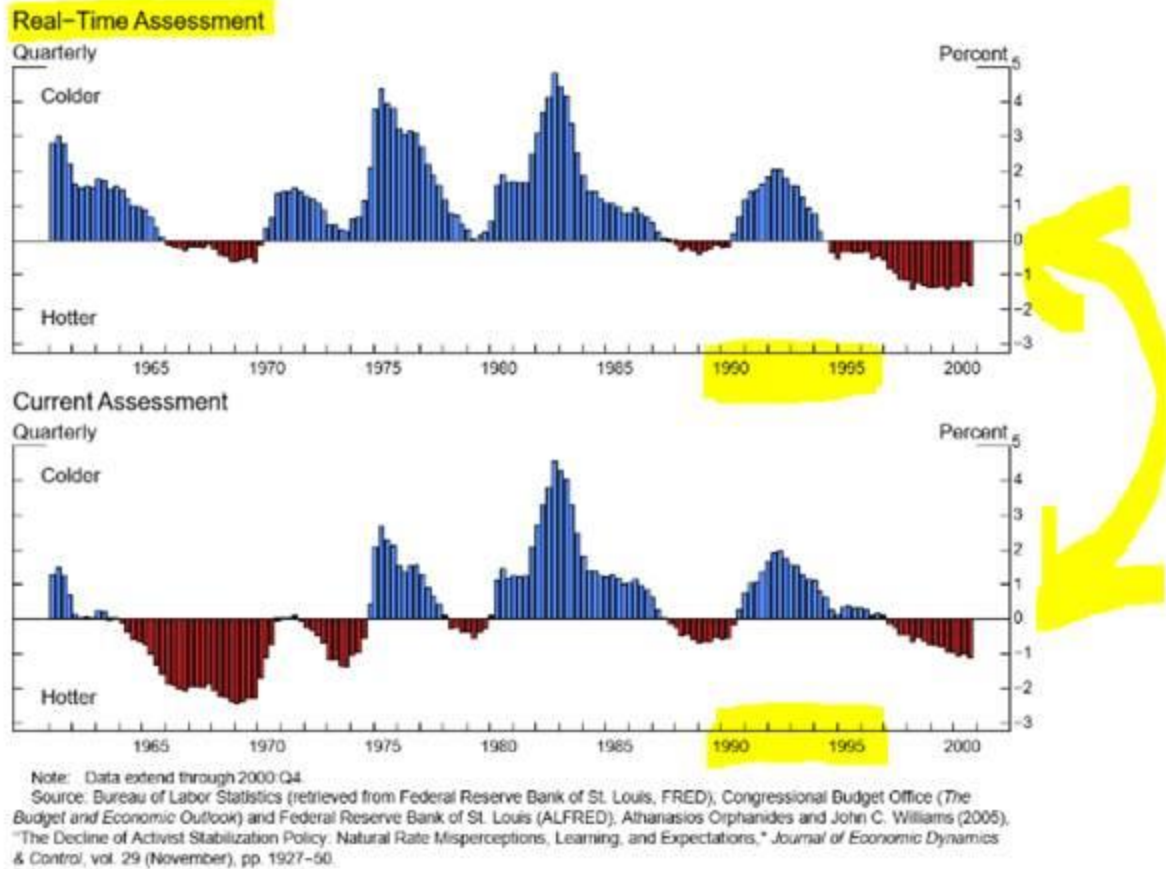 Real-Time Assessment
Quarterly
Percent
5
Colder
4
3
2
1
0
-1
-2
Hotter
-3
1965 1970 1975 1980 1985 1990 1995 2000
Current Assessment
Quarterly
Percent
5
Colder
4
3
2
1
0
-1
-2
Hotter
-3
1965 1970 1975 1980 1985 1990 1995 2000
Note: Data extend through 2000:Q4.
Source: Bureau of Labor Statistics (retrieved from Federal Reserve Bank of St. Louis, FRED), Congressional Budget Office (The
Budget and Economic Outlook) and Federal Reserve Bank of St. Louis (ALFRED), Athanasios Orphanides and John C. Williams (2005),
"The Decline of Activist Stabilization Policy: Natural Rate Misperceptions, Learning, and Expectations," Journal of Economic Dynamics
& Control, vol. 29 (November), pp. 1927-50.